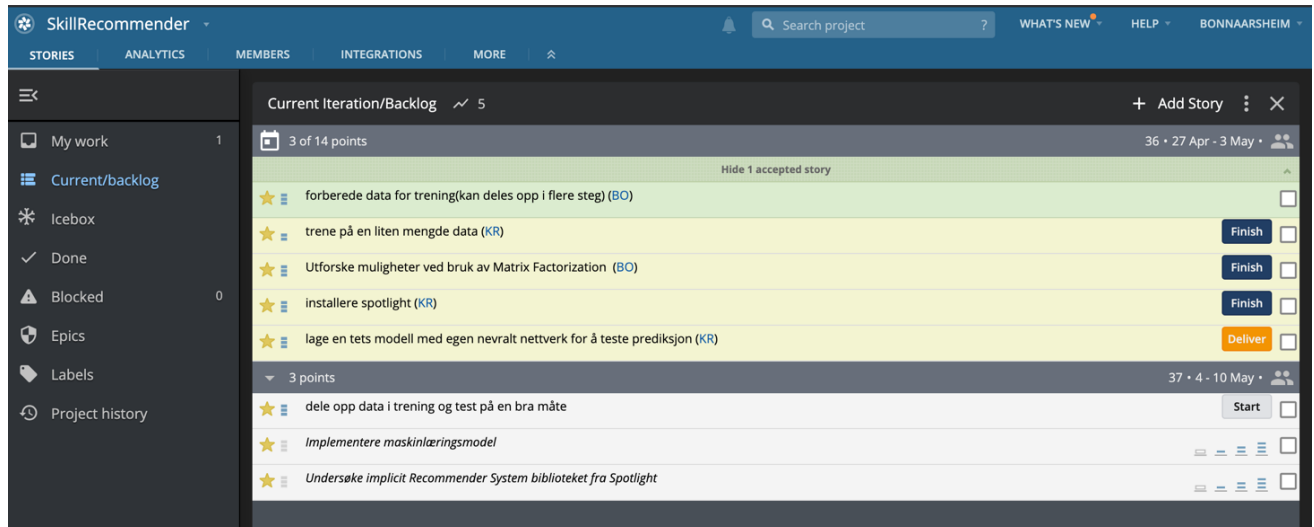 SkillRecommender
Search project ?
WHAT'S NEW
HELP
BONNAARSHEIM
STORIES
ANALYTICS
MEMBERS
INTEGRATIONS
MORE
My work 1
Current/backlog
Icebox
Done
Blocked 0
Epics
Labels
Project history
Current Iteration/Backlog 5
+ Add Story
3 of 14 points
36 • 27 Apr - 3 May •
Hide 1 accepted story
forberede data for trening(kan deles opp i flere steg) (BO)
trene på en liten mengde data (KR) Finish
Utforske muligheter ved bruk av Matrix Factorization (BO) Finish
installere spotlight (KR) Finish
lage en tets modell med egen nevralt nettverk for å teste prediksjon (KR) Deliver
3 points
37 • 4 - 10 May •
dele opp data i trening og test på en bra måte Start
Implementere maskinlæringsmodel
Undersøke implicit Recommender System biblioteket fra Spotlight